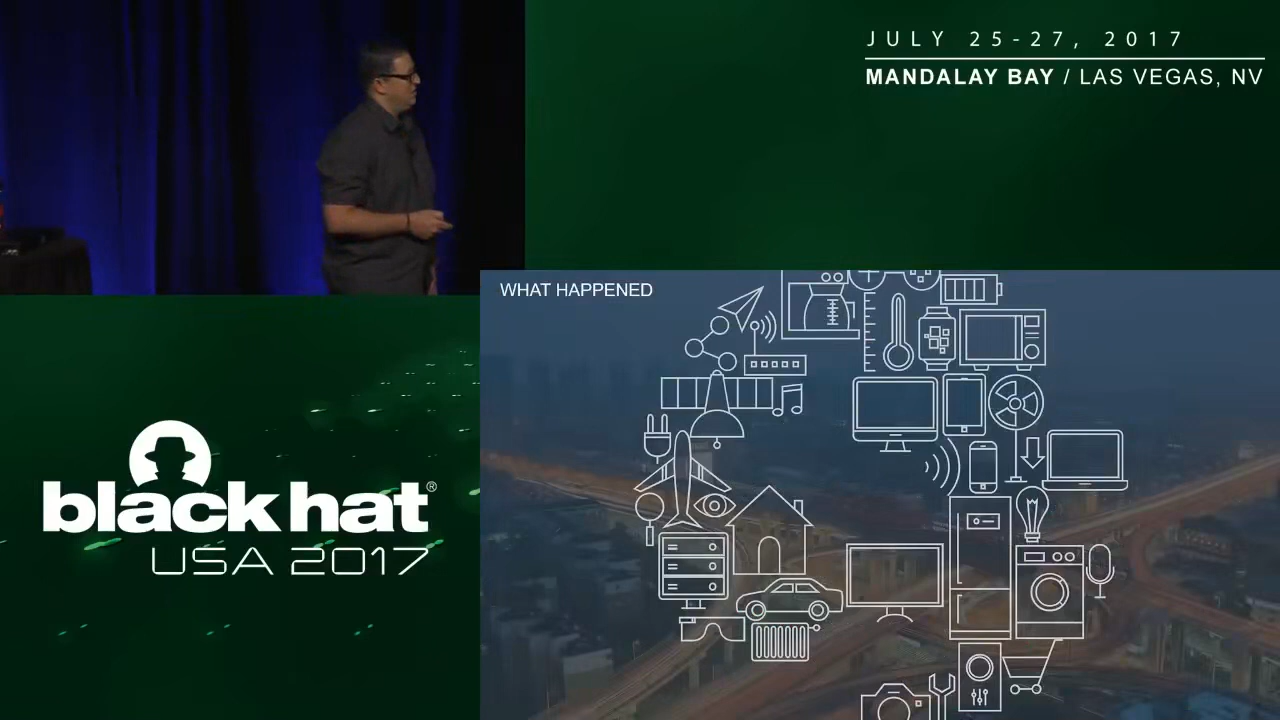 JULY 25-27, 2017
MANDALAY BAY / LAS VEGAS, NV
WHAT HAPPENED
black hat®
USA 2017